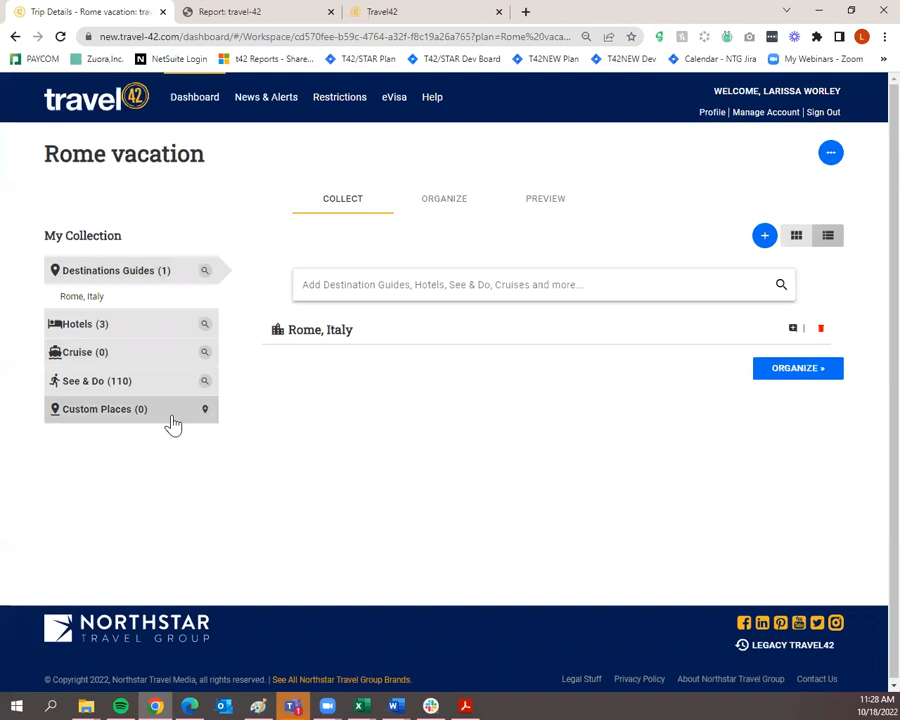 Trip Details - Rome vacation: trav
Report: travel-42
Travel42
new.travel-42.com/dashboard/#/Workspace/cd570fee-b59c-4764-a32f-f8c19a26a765?plan=Rome%20vaca...
PAYCOM
Zuora,Inc.
NetSuite Login
t42 Reports - Share...
T42/STAR Plan
T42/STAR Dev Board
T42NEW Plan
T42NEW Dev
Calendar - NTG Jira
My Webinars - Zoom
»
travel42
Dashboard
News & Alerts
Restrictions
eVisa
Help
WELCOME, LARISSA WORLEY
Profile | Manage Account | Sign Out
Rome vacation
COLLECT
ORGANIZE
PREVIEW
My Collection
Destinations Guides (1)
Rome, Italy
Hotels (3)
Cruise (0)
See & Do (110)
Custom Places (0)
Add Destination Guides, Hotels, See & Do, Cruises and more...
Rome, Italy
ORGANIZE »
NORTHSTAR
TRAVEL GROUP
LEGACY TRAVEL42
© Copyright 2022, Northstar Travel Media, all rights reserved. | See All Northstar Travel Group Brands.
Legal Stuff
Privacy Policy
About Northstar Travel Group
Contact Us
11:28 AM
10/18/2022